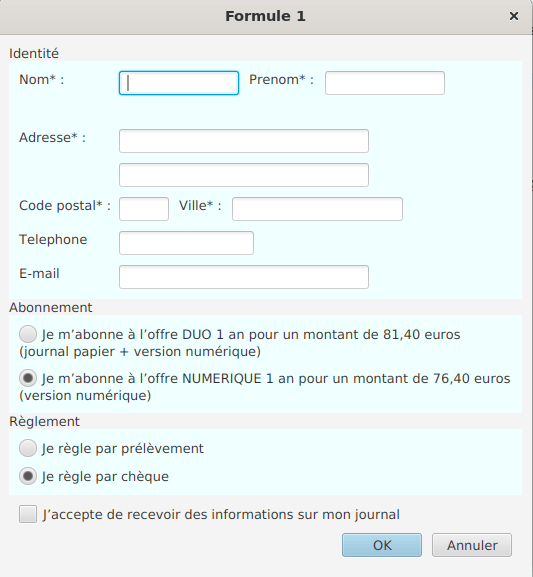 Formule 1
Identité
Nom* : Prenom* :
Adresse* :
Code postal* : Ville* :
Telephone
E-mail
Abonnement
Je m’abonne à l’offre DUO 1 an pour un montant de 81,40 euros
(journal papier + version numérique)
Je m’abonne à l’offre NUMERIQUE 1 an pour un montant de 76,40 euros
(version numérique)
Règlement
Je règle par prélèvement
Je règle par chèque
J’accepte de recevoir des informations sur mon journal
OK Annuler